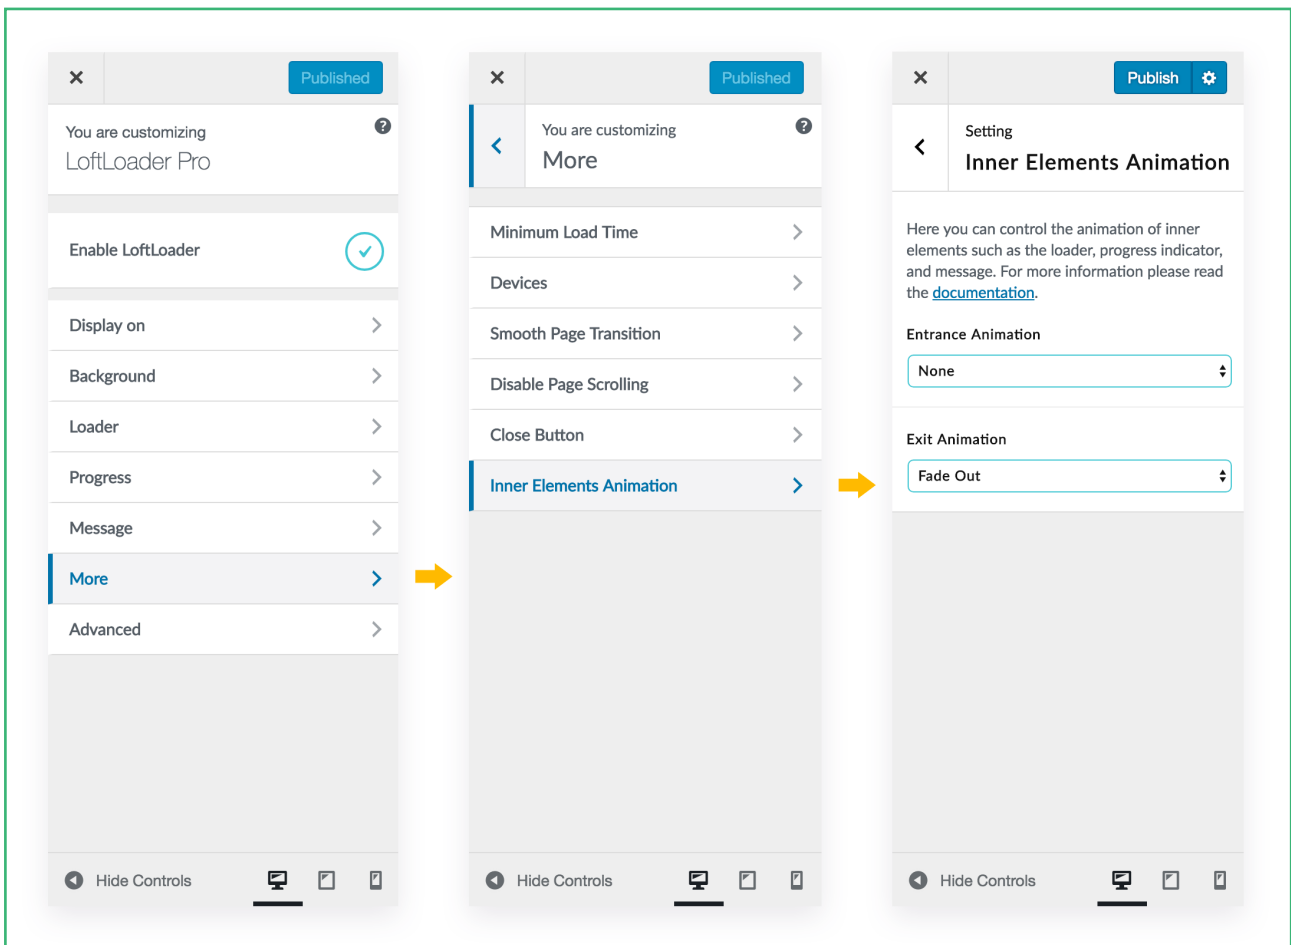 Published
You are customizing
LoftLoader Pro
Enable LoftLoader
Display on
Background
Loader
Progress
Message
More
Advanced
Hide Controls
Published
You are customizing
More
Minimum Load Time
Devices
Smooth Page Transition
Disable Page Scrolling
Close Button
Inner Elements Animation
Hide Controls
Publish
Setting
Inner Elements Animation
Here you can control the animation of inner
elements such as the loader, progress indicator,
and message. For more information please read
the documentation.
Entrance Animation
None
Exit Animation
Fade Out
Hide Controls